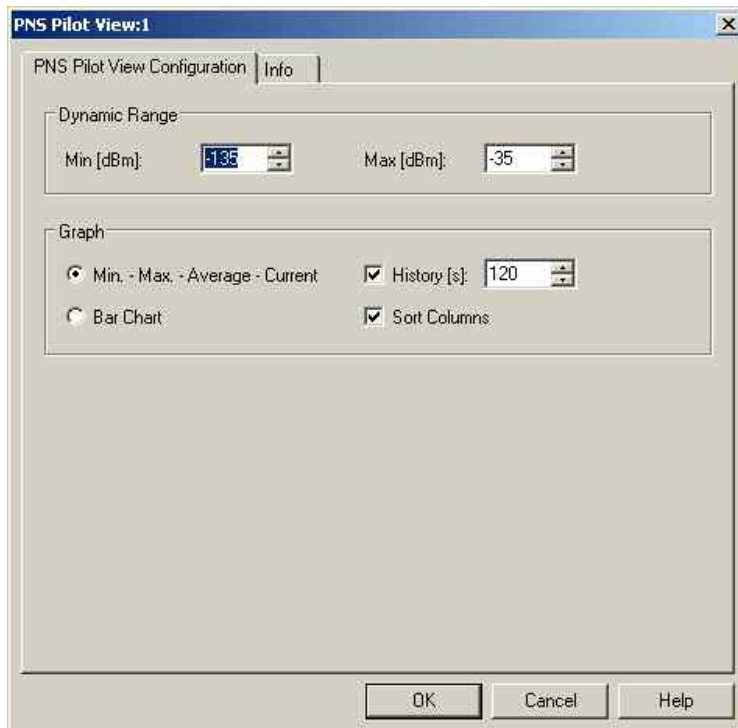 PNS Pilot View:1
PNS Pilot View Configuration Info
Dynamic Range
Min [dBm]: -135 Max [dBm]: -35
Graph
Min. - Max. - Average - Current History [s]: 120
Bar Chart Sort Columns
OK Cancel Help